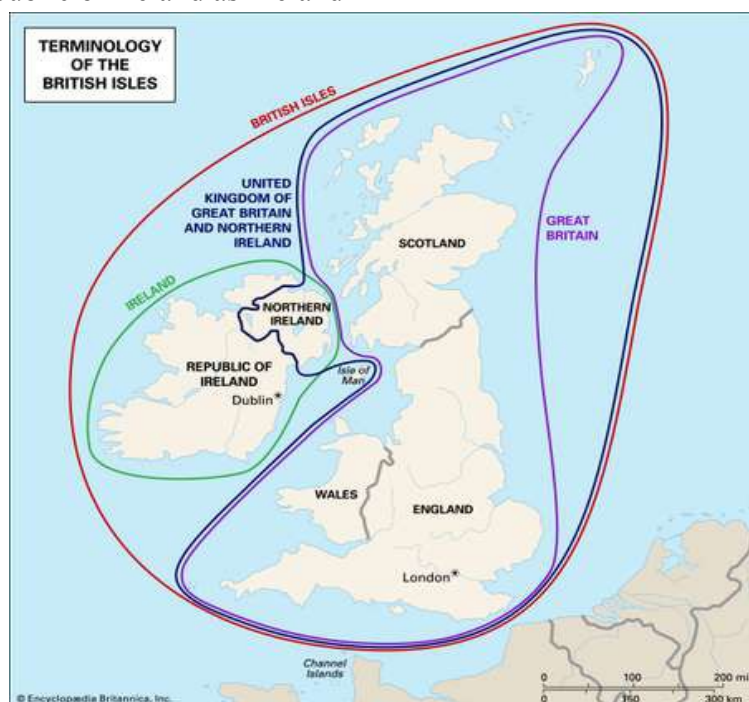 TERMINOLOGY
OF THE
BRITISH ISLES
BRITISH ISLES
UNITED
KINGDOM OF
GREAT BRITAIN
AND NORTHERN
IRELAND
GREAT
BRITAIN
SCOTLAND
IRELAND
NORTHERN
IRELAND
REPUBLIC OF
IRELAND
Dublin
Isle of
Man
WALES
ENGLAND
London
Channel
Islands
0 100 200 mi
0 150 300 km
© Encyclopædia Britannica, Inc.